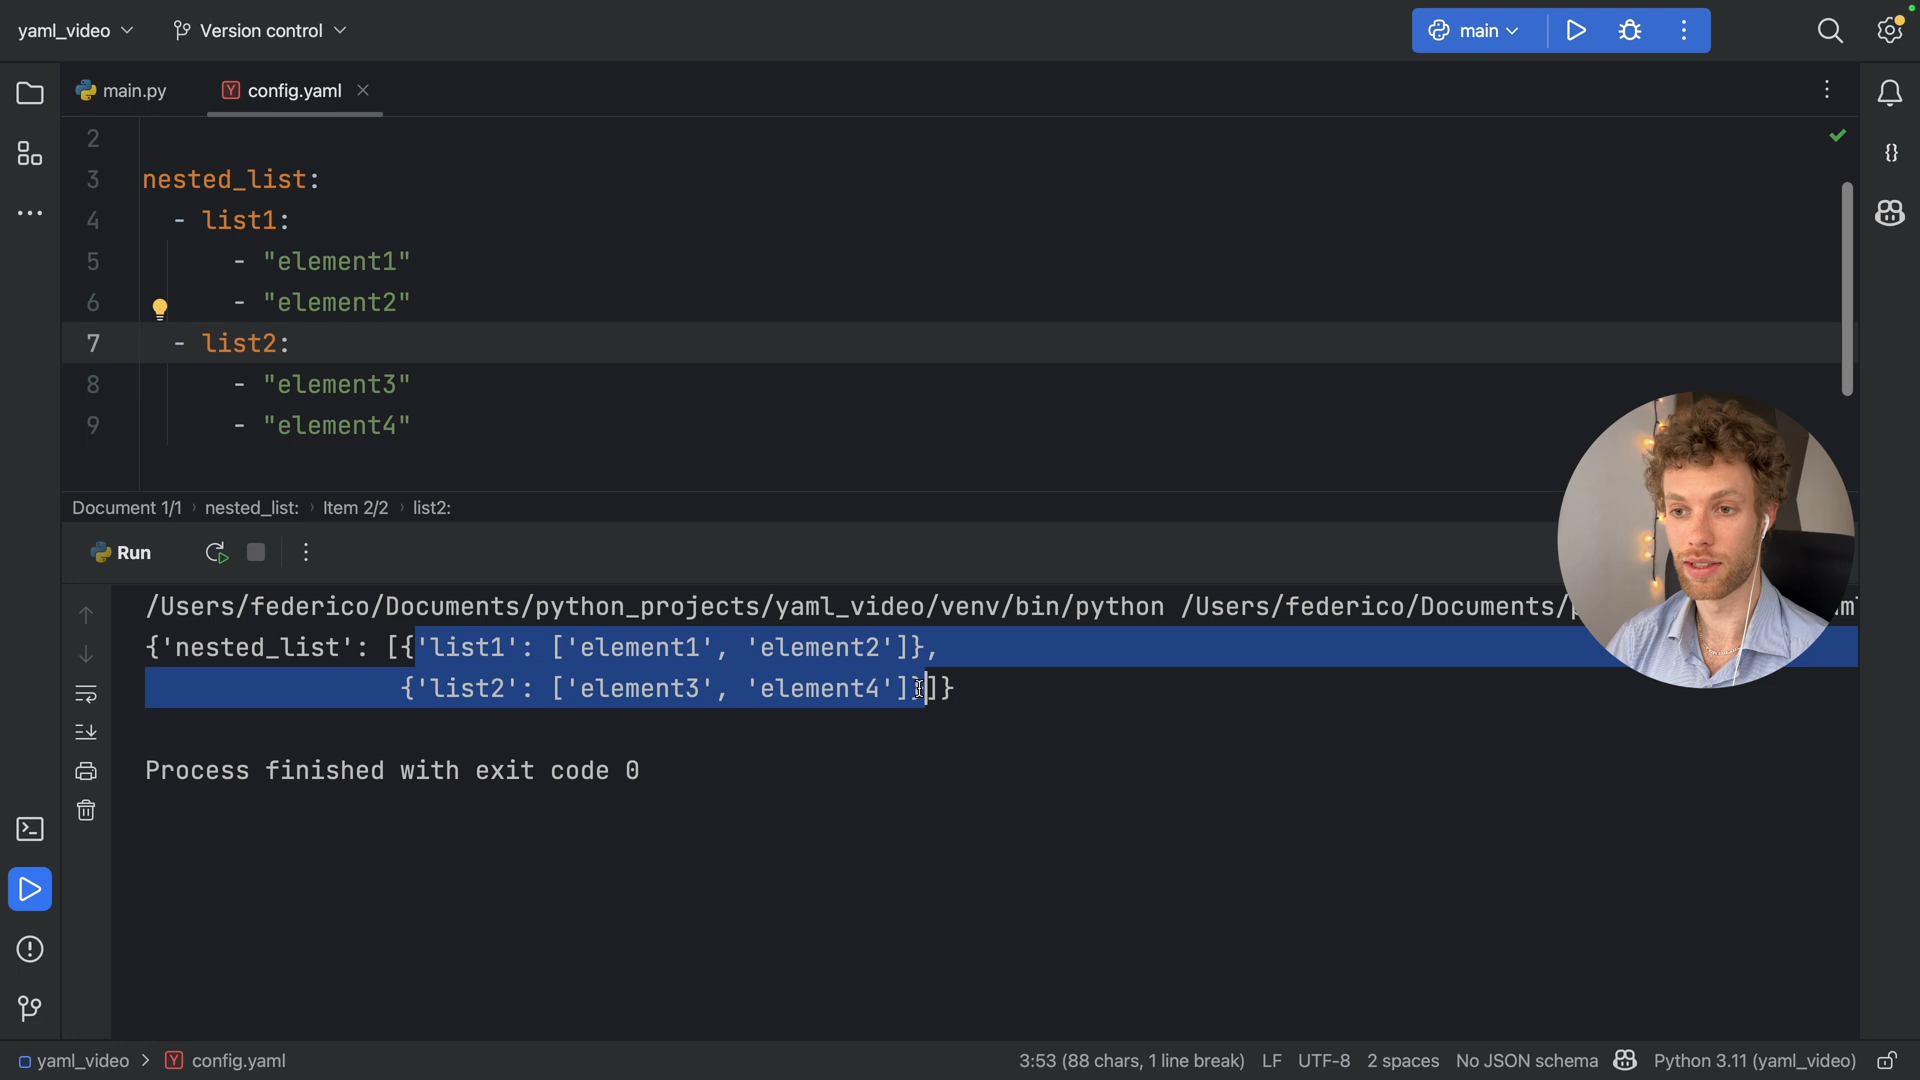 yaml_video Version control main
main.py config.yaml
2
3 nested_list:
4 - list1:
5 - "element1"
6 - "element2"
7 - list2:
8 - "element3"
9 - "element4"
Document 1/1 › nested_list: › Item 2/2 › list2:
Run
/Users/federico/Documents/python_projects/yaml_video/venv/bin/python /Users/federico/Documents/
{'nested_list': [{'list1': ['element1', 'element2']},
{'list2': ['element3', 'element4']}]}
Process finished with exit code 0
yaml_video > config.yaml 3:53 (88 chars, 1 line break) LF UTF-8 2 spaces No JSON schema Python 3.11 (yaml_video)